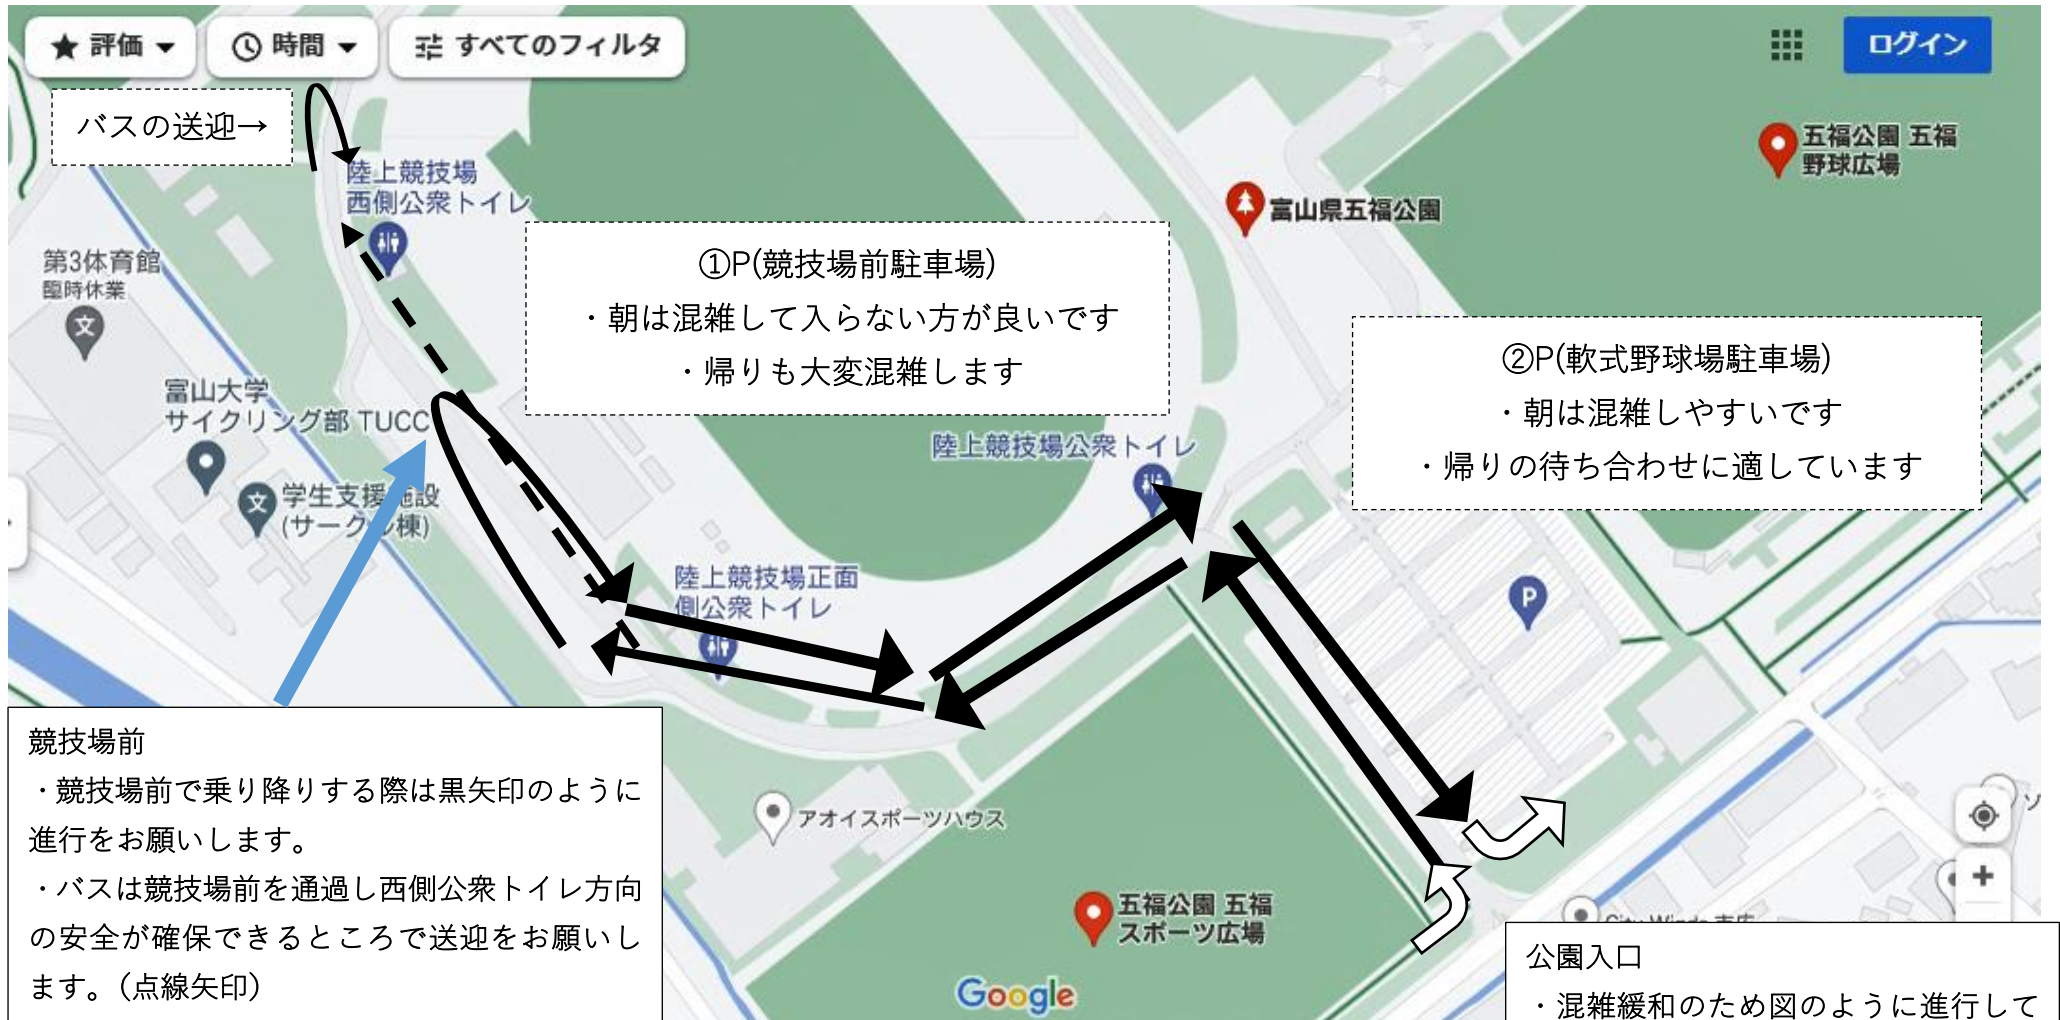 ★ 評価 ▼
時間 ▼
すべてのフィルタ
ログイン
バスの送迎→
陸上競技場
西側公衆トイレ
五福公園 五福
野球広場
富山県五福公園
第3体育館
臨時休業
①P(競技場前駐車場)
・朝は混雑して入らない方が良いです
・帰りも大変混雑します
②P(軟式野球場駐車場)
・朝は混雑しやすいです
・帰りの待ち合わせに適しています
富山大学
サイクリング部 TUCC
陸上競技場公衆トイレ
学生支援施設
(サークル棟)
陸上競技場正面
側公衆トイレ
P
競技場前
・競技場前で乗り降りする際は黒矢印のように
進行をお願いします。
・バスは競技場前を通過し西側公衆トイレ方向
の安全が確保できるところで送迎をお願いし
ます。(点線矢印)
アオイスポーツハウス
ソ
五福公園 五福
スポーツ広場
Google
公園入口
・混雑緩和のため図のように進行して